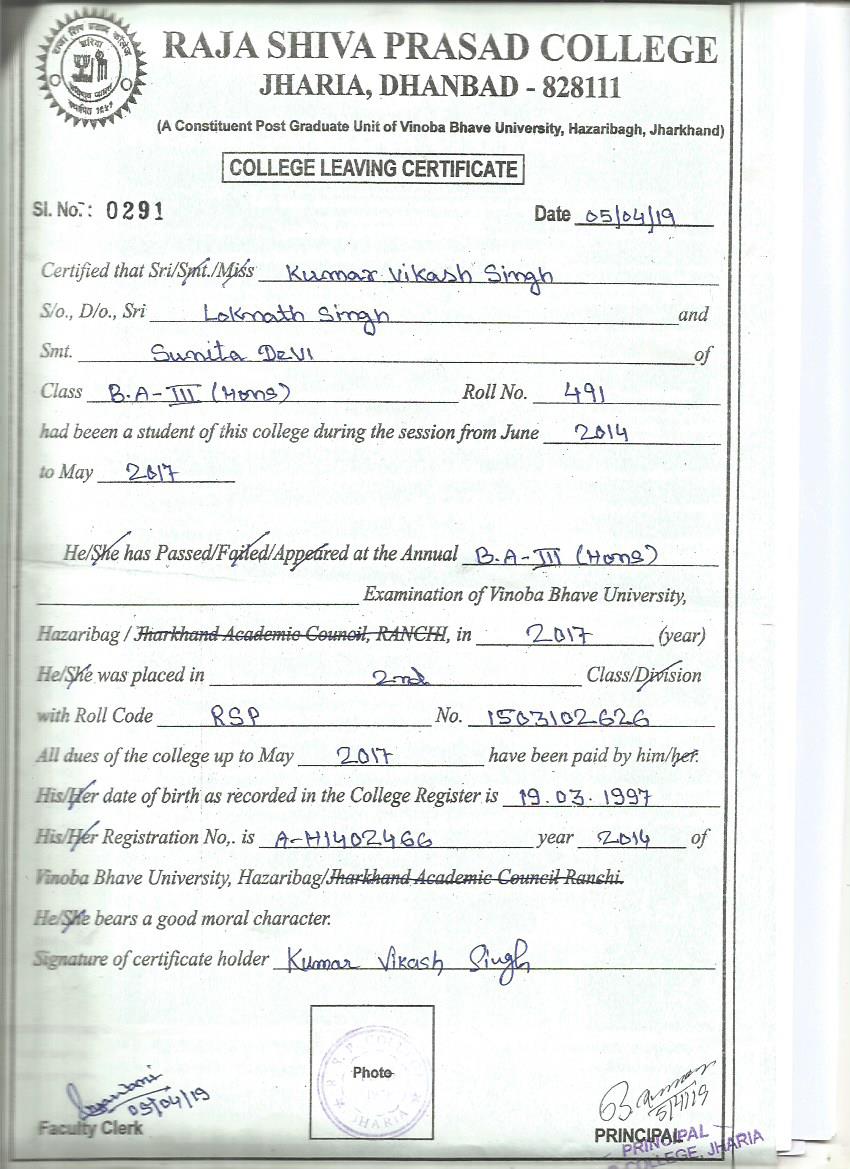 RAJA SHIVA PRASAD COLLEGE
JHARIA, DHANBAD - 828111
(A Constituent Post Graduate Unit of Vinoba Bhave University, Hazaribagh, Jharkhand)
COLLEGE LEAVING CERTIFICATE
Sl. No.: 0291 Date 05/04/19
Certified that Sri/Smt./Miss Kumar Vikash Singh
S/o., D/o., Sri Loknath Singh and
Smt. Sunita Devi of
Class B.A-III (Hons) Roll No. 491
had beeen a student of this college during the session from June 2014
to May 2017
He/She has Passed/Failed/Appeared at the Annual B.A-III (Hons)
Examination of Vinoba Bhave University,
Hazaribag / Jharkhand Academic Council, RANCHI, in 2017 (year)
He/She was placed in 2nd Class/Division
with Roll Code RSP No. 1503102626
All dues of the college up to May 2017 have been paid by him/her.
His/Her date of birth as recorded in the College Register is 19.03.1997
His/Her Registration No,. is A-H1402466 year 2014 of
Vinoba Bhave University, Hazaribag/Jharkhand Academic Council Ranchi.
He/She bears a good moral character.
Signature of certificate holder Kumar Vikash Singh
Photo
R.S.P. COLLEGE
JHARIA
05/04/19
Faculty Clerk
5/4/19
PRINCIPAL
PRINCIPAL
COLLEGE, JHARIA